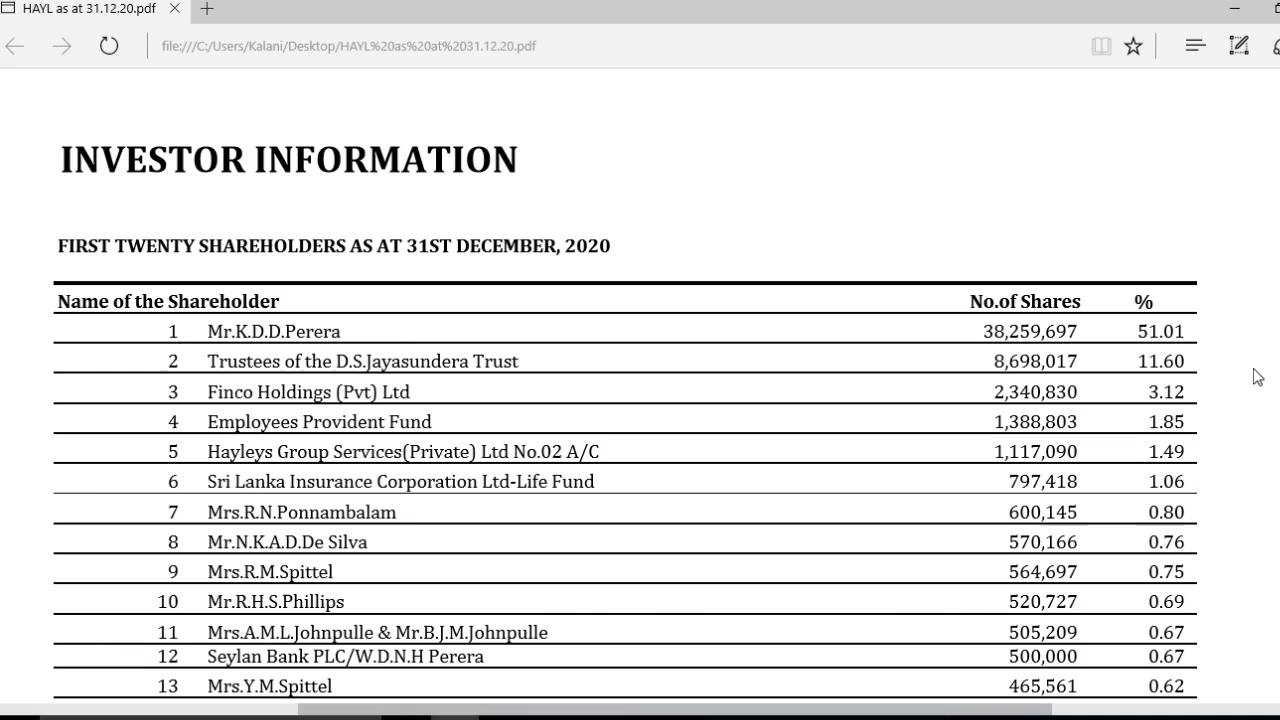 HAYL as at 31.12.20.pdf
file:///C:/Users/Kalani/Desktop/HAYL%20as%20at%2031.12.20.pdf
INVESTOR INFORMATION
FIRST TWENTY SHAREHOLDERS AS AT 31ST DECEMBER, 2020
Name of the Shareholder No.of Shares %
1 Mr.K.D.D.Perera 38,259,697 51.01
2 Trustees of the D.S.Jayasundera Trust 8,698,017 11.60
3 Finco Holdings (Pvt) Ltd 2,340,830 3.12
4 Employees Provident Fund 1,388,803 1.85
5 Hayleys Group Services(Private) Ltd No.02 A/C 1,117,090 1.49
6 Sri Lanka Insurance Corporation Ltd-Life Fund 797,418 1.06
7 Mrs.R.N.Ponnambalam 600,145 0.80
8 Mr.N.K.A.D.De Silva 570,166 0.76
9 Mrs.R.M.Spittel 564,697 0.75
10 Mr.R.H.S.Phillips 520,727 0.69
11 Mrs.A.M.L.Johnpulle & Mr.B.J.M.Johnpulle 505,209 0.67
12 Seylan Bank PLC/W.D.N.H Perera 500,000 0.67
13 Mrs.Y.M.Spittel 465,561 0.62